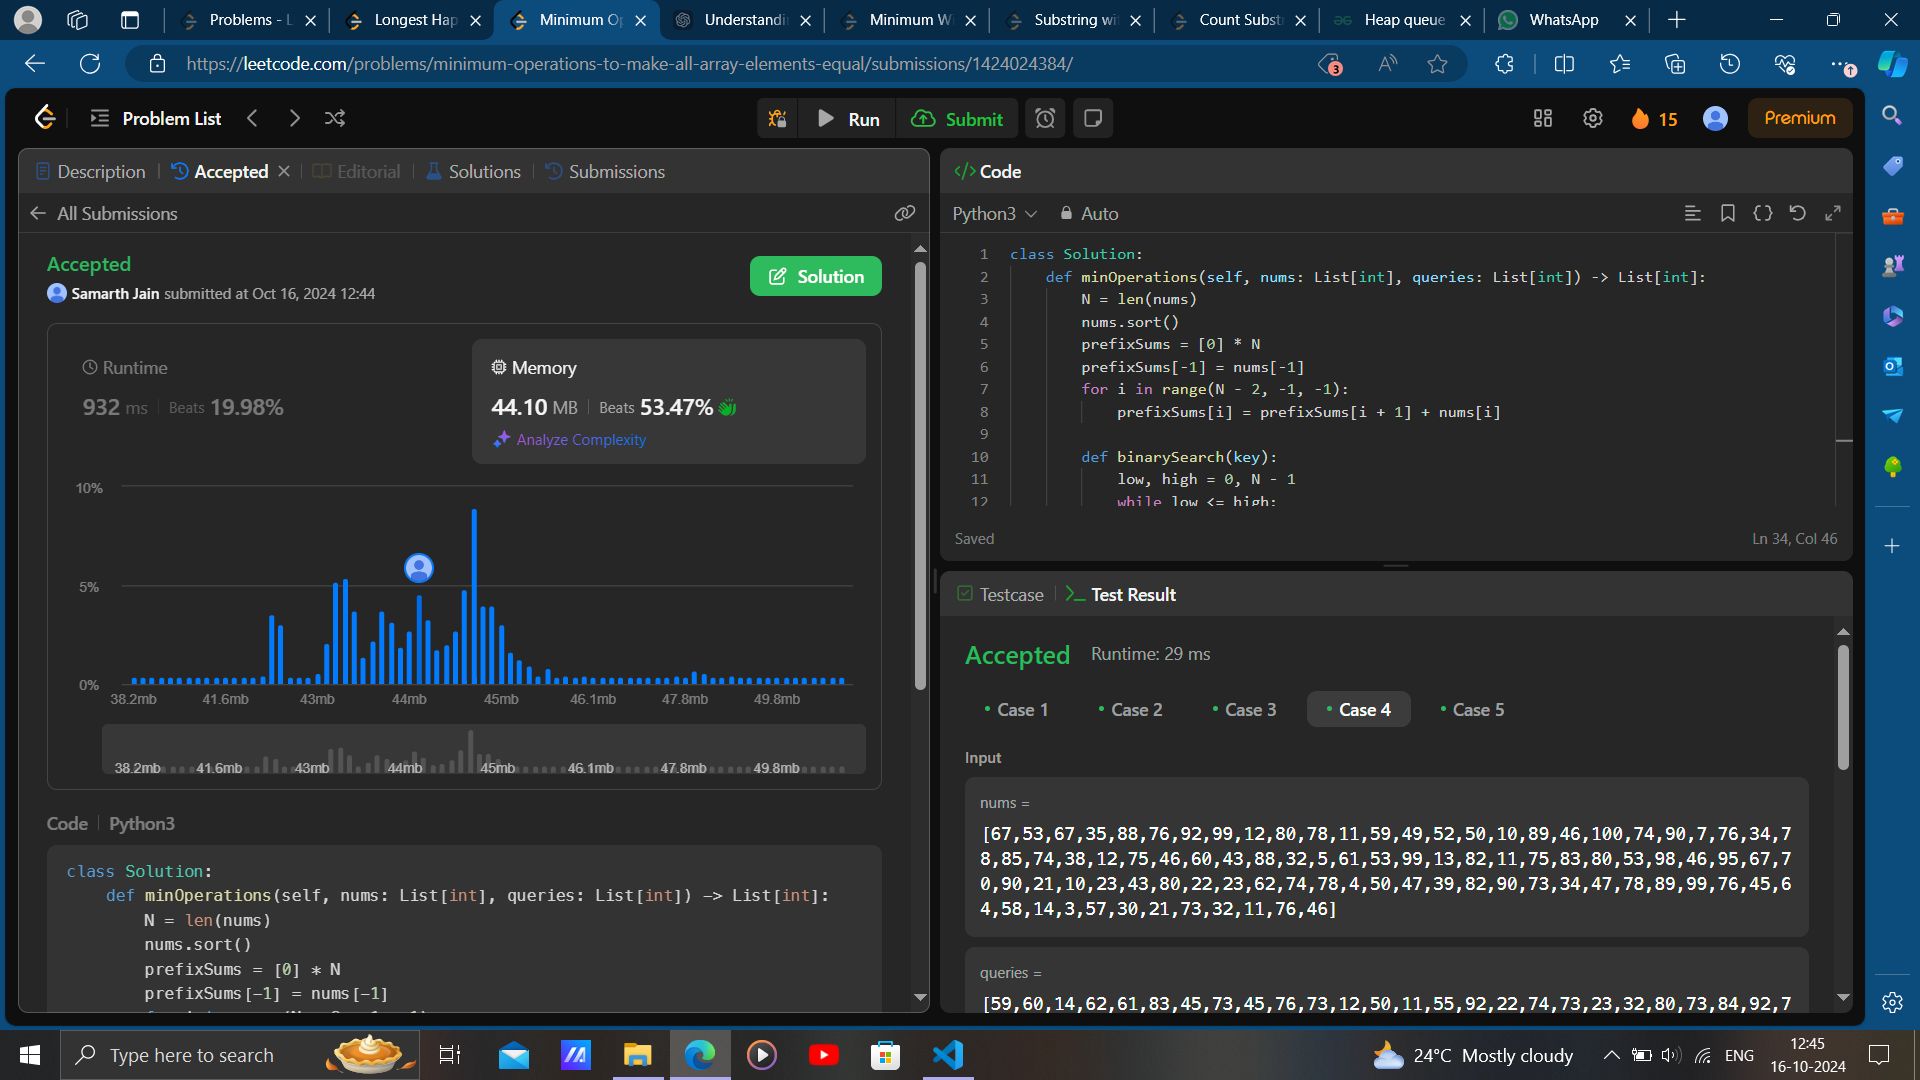 Problems - L
Longest Hap
Minimum Op
Understandi
Minimum Wi
Substring wi
Count Subst
Heap queue
WhatsApp
https://leetcode.com/problems/minimum-operations-to-make-all-array-elements-equal/submissions/1424024384/
3
Problem List
Run
Submit
15
Premium
Description
Accepted
Editorial
Solutions
Submissions
All Submissions
Accepted
Samarth Jain submitted at Oct 16, 2024 12:44
Solution
Runtime
932 ms
Beats 19.98%
Memory
44.10 MB
Beats 53.47%
Analyze Complexity
10%
5%
0%
38.2mb 41.6mb 43mb 44mb 45mb 46.1mb 47.8mb 49.8mb
38.2mb 41.6mb 43mb 44mb 45mb 46.1mb 47.8mb 49.8mb
Code
Python3
class Solution:
def minOperations(self, nums: List[int], queries: List[int]) -> List[int]:
N = len(nums)
nums.sort()
prefixSums = [0] * N
prefixSums[-1] = nums[-1]
Code
Python3
Auto
1 class Solution:
2 def minOperations(self, nums: List[int], queries: List[int]) -> List[int]:
3 N = len(nums)
4 nums.sort()
5 prefixSums = [0] * N
6 prefixSums[-1] = nums[-1]
7 for i in range(N - 2, -1, -1):
8 prefixSums[i] = prefixSums[i + 1] + nums[i]
9
10 def binarySearch(key):
11 low, high = 0, N - 1
12 while low <= high:
Saved
Ln 34, Col 46
Testcase
Test Result
Accepted
Runtime: 29 ms
Case 1
Case 2
Case 3
Case 4
Case 5
Input
nums =
[67,53,67,35,88,76,92,99,12,80,78,11,59,49,52,50,10,89,46,100,74,90,7,76,34,7
8,85,74,38,12,75,46,60,43,88,32,5,61,53,99,13,82,11,75,83,80,53,98,46,95,67,7
0,90,21,10,23,43,80,22,23,62,74,78,4,50,47,39,82,90,73,34,47,78,89,99,76,45,6
4,58,14,3,57,30,21,73,32,11,76,46]
queries =
[59,60,14,62,61,83,45,73,45,76,73,12,50,11,55,92,22,74,73,23,32,80,73,84,92,7
Type here to search
24°C Mostly cloudy
ENG
12:45
16-10-2024